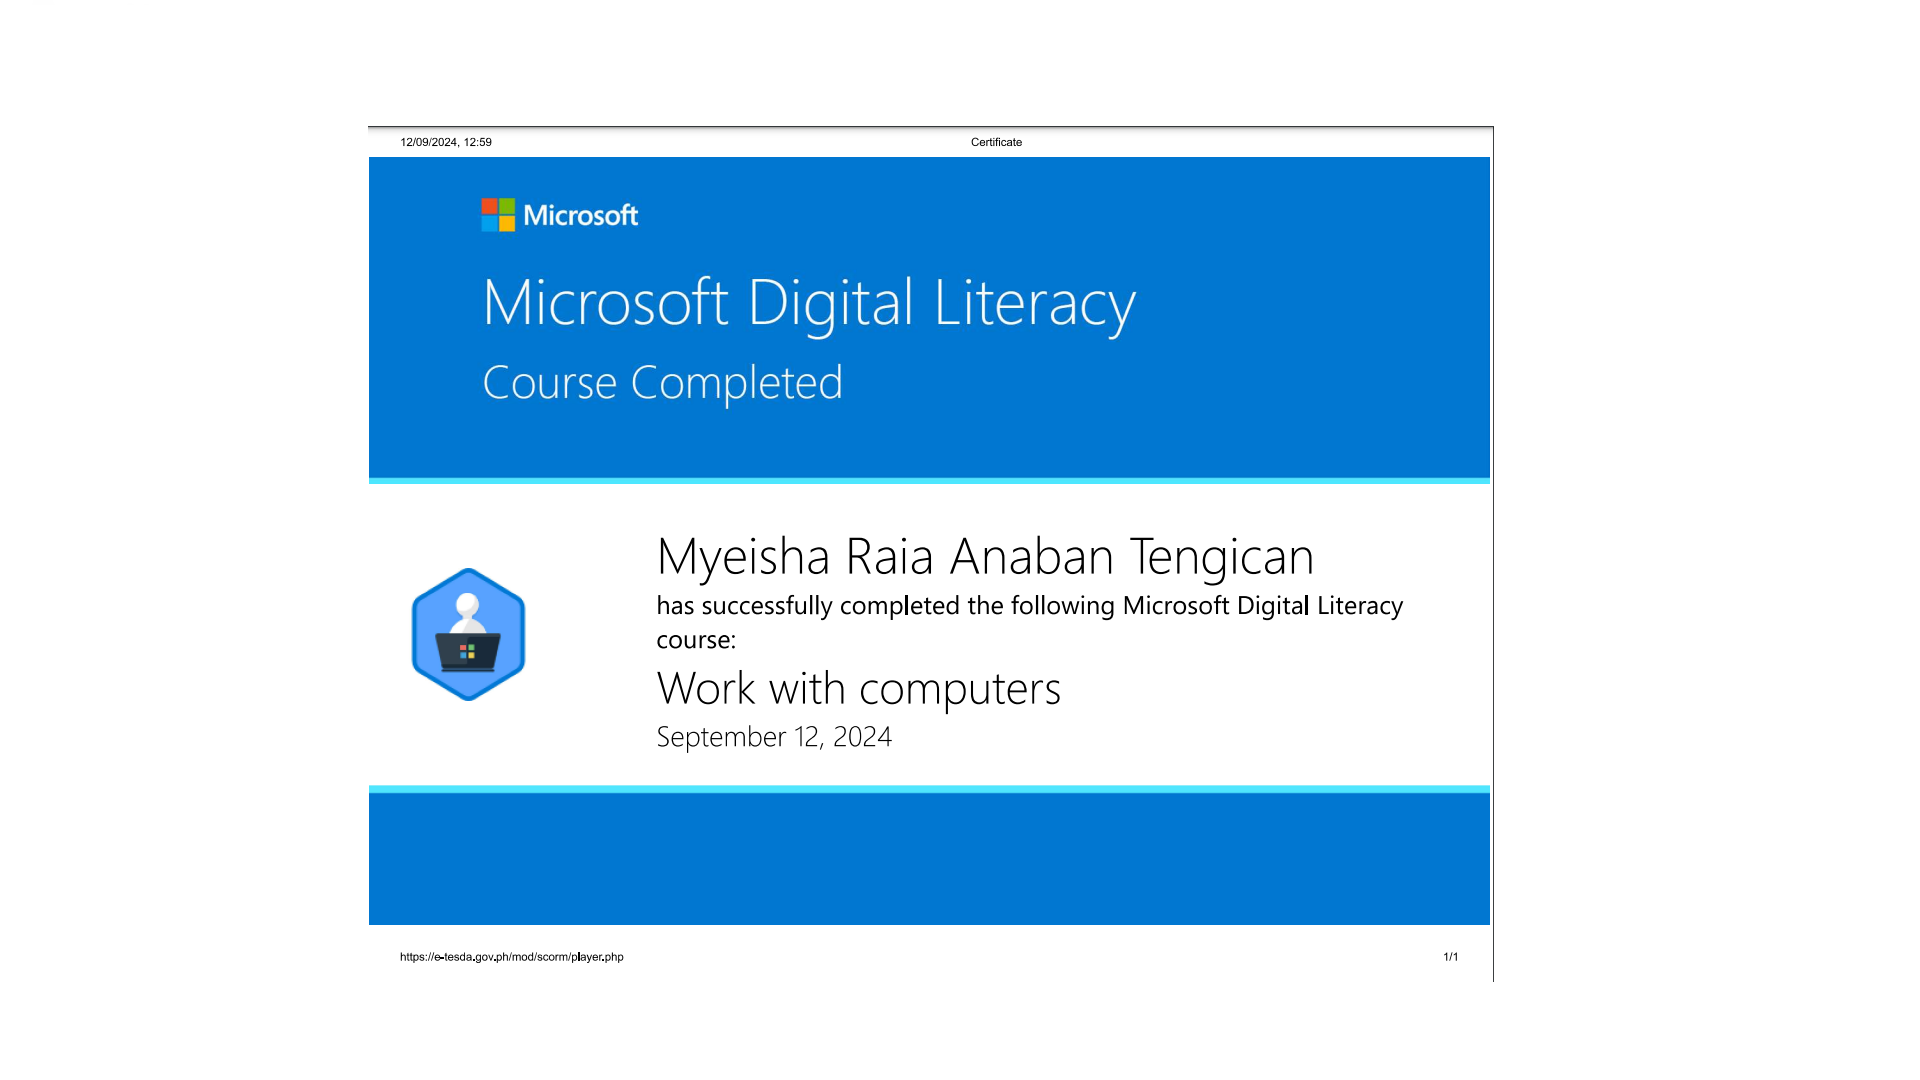 12/09/2024, 12:59
Certificate
Microsoft
Microsoft Digital Literacy
Course Completed
Myeisha Raia Anaban Tengican
has successfully completed the following Microsoft Digital Literacy
course:
Work with computers
September 12, 2024
https://e-tesda.gov.ph/mod/scorm/player.php
1/1